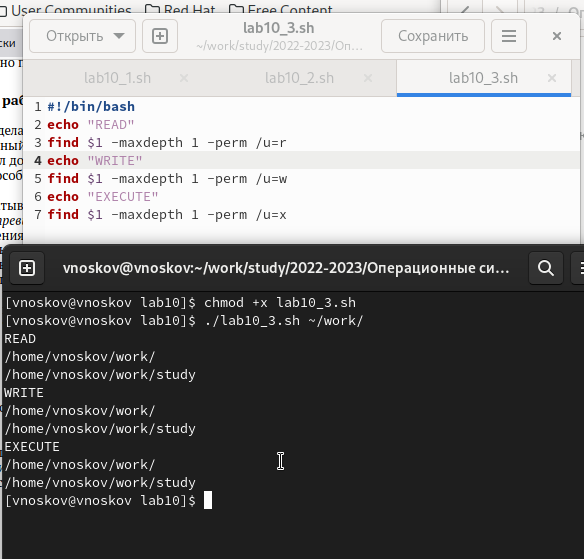 User Documentation
Red Hat
Free Content
Открыть
lab10_3.sh
~/work/study/2022-2023/Оп...
Сохранить
lab10_1.sh
lab10_2.sh
lab10_3.sh
1 #!/bin/bash
2 echo "READ"
3 find $1 -maxdepth 1 -perm /u=r
4 echo "WRITE"
5 find $1 -maxdepth 1 -perm /u=w
6 echo "EXECUTE"
7 find $1 -maxdepth 1 -perm /u=x
vnoskov@vnoskov:~/work/study/2022-2023/Операционные си...
[vnoskov@vnoskov lab10]$ chmod +x lab10_3.sh
[vnoskov@vnoskov lab10]$ ./lab10_3.sh ~/work/
READ
/home/vnoskov/work/
/home/vnoskov/work/study
WRITE
/home/vnoskov/work/
/home/vnoskov/work/study
EXECUTE
/home/vnoskov/work/
/home/vnoskov/work/study
[vnoskov@vnoskov lab10]$